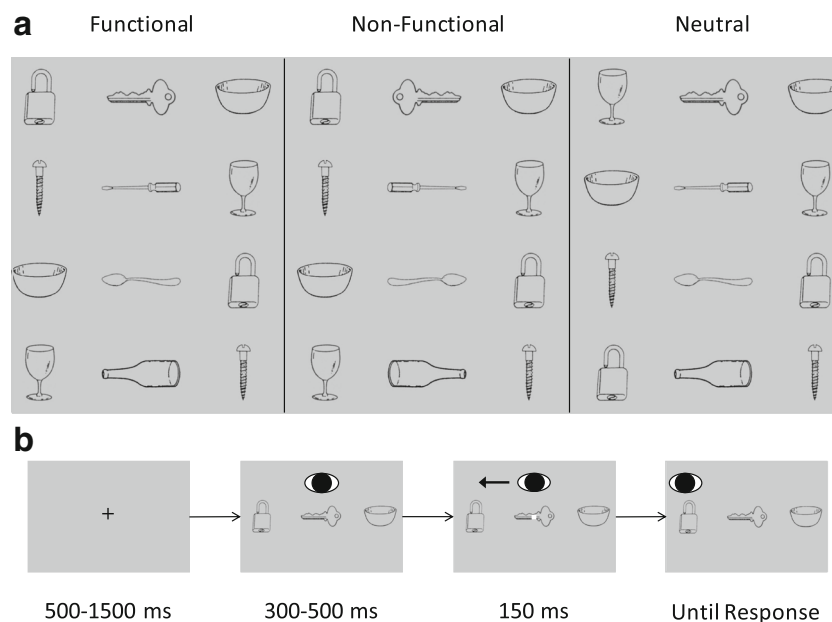 a
Functional Non-Functional Neutral
b
+
500-1500 ms 300-500 ms 150 ms Until Response